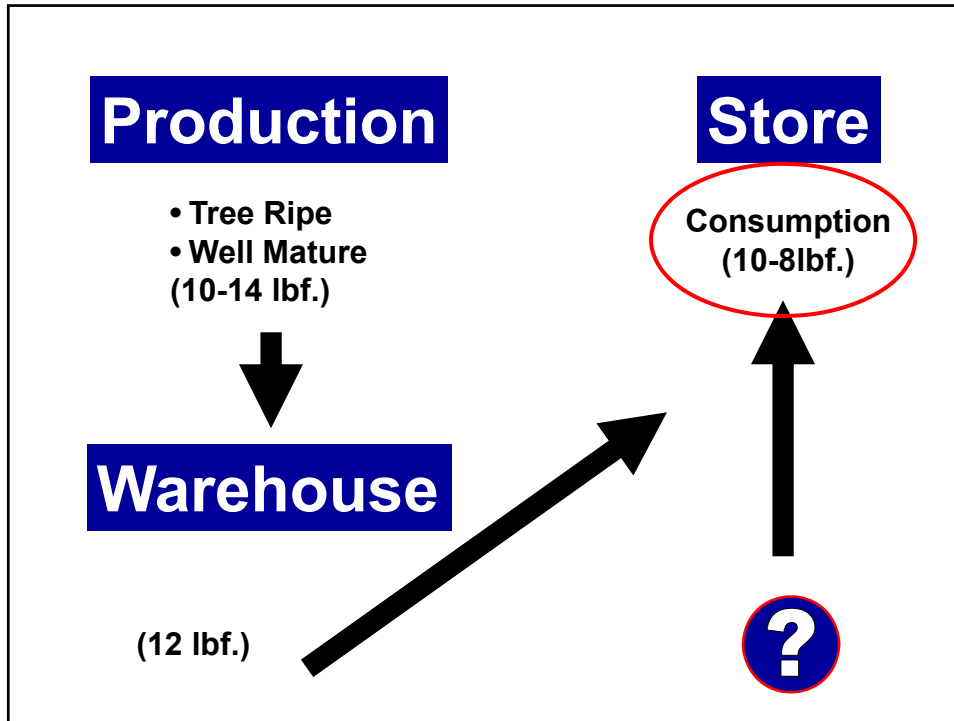 Production
• Tree Ripe
• Well Mature
(10-14 lbf.)
Warehouse
(12 lbf.)
Store
Consumption
(10-8lbf.)
?